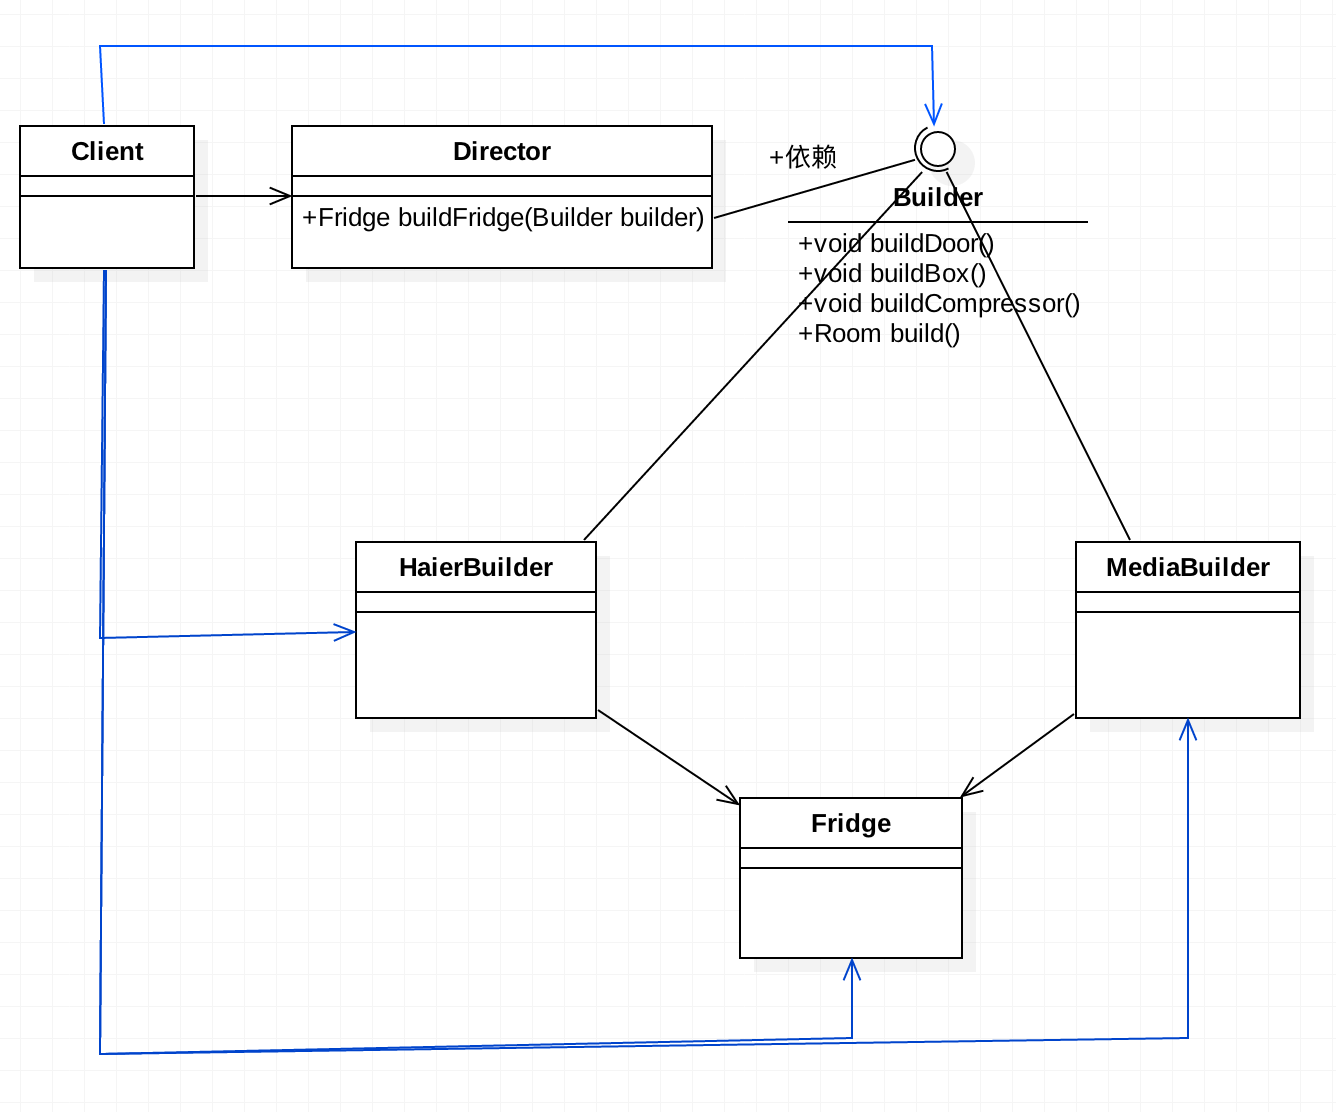 Client
Director
+Fridge buildFridge(Builder builder)
+依赖
Builder
+void buildDoor()
+void buildBox()
+void buildCompressor()
+Room build()
HaierBuilder
MediaBuilder
Fridge